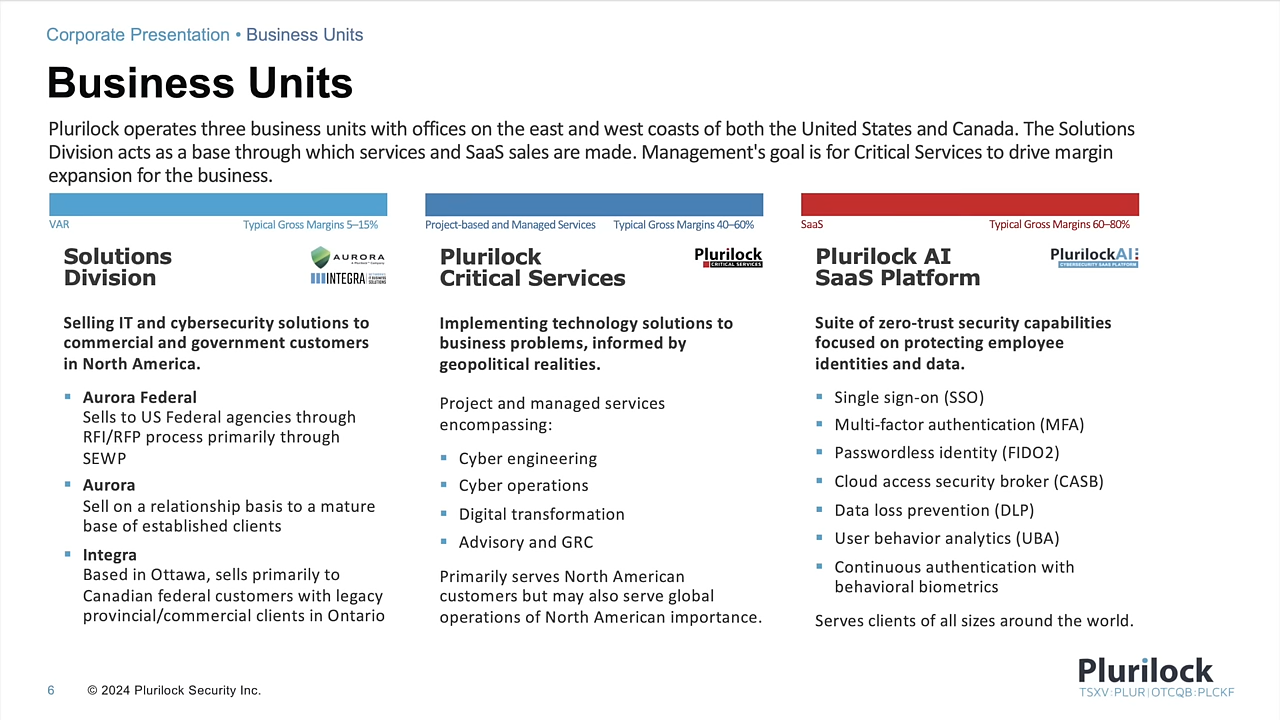 Corporate Presentation • Business Units
Business Units
Plurilock operates three business units with offices on the east and west coasts of both the United States and Canada. The Solutions
Division acts as a base through which services and SaaS sales are made. Management's goal is for Critical Services to drive margin
expansion for the business.
VAR
Typical Gross Margins 5–15%
Solutions
Division
AURORA
A Plurilock™ Company
INTEGRA
Selling IT and cybersecurity solutions to
commercial and government customers
in North America.
▪ Aurora Federal
Sells to US Federal agencies through
RFI/RFP process primarily through
SEWP
▪ Aurora
Sell on a relationship basis to a mature
base of established clients
▪ Integra
Based in Ottawa, sells primarily to
Canadian federal customers with legacy
provincial/commercial clients in Ontario
Project-based and Managed Services
Typical Gross Margins 40–60%
Plurilock
Critical Services
Plurilock
CRITICAL SERVICES
Implementing technology solutions to
business problems, informed by
geopolitical realities.
Project and managed services
encompassing:
▪ Cyber engineering
▪ Cyber operations
▪ Digital transformation
▪ Advisory and GRC
Primarily serves North American
customers but may also serve global
operations of North American importance.
SaaS
Typical Gross Margins 60–80%
Plurilock AI
SaaS Platform
PlurilockAI
CYBERSECURITY SAAS PLATFORM
Suite of zero-trust security capabilities
focused on protecting employee
identities and data.
▪ Single sign-on (SSO)
▪ Multi-factor authentication (MFA)
▪ Passwordless identity (FIDO2)
▪ Cloud access security broker (CASB)
▪ Data loss prevention (DLP)
▪ User behavior analytics (UBA)
▪ Continuous authentication with
behavioral biometrics
Serves clients of all sizes around the world.
6
© 2024 Plurilock Security Inc.
Plurilock
TSXV:PLUR|OTCQB:PLCKF